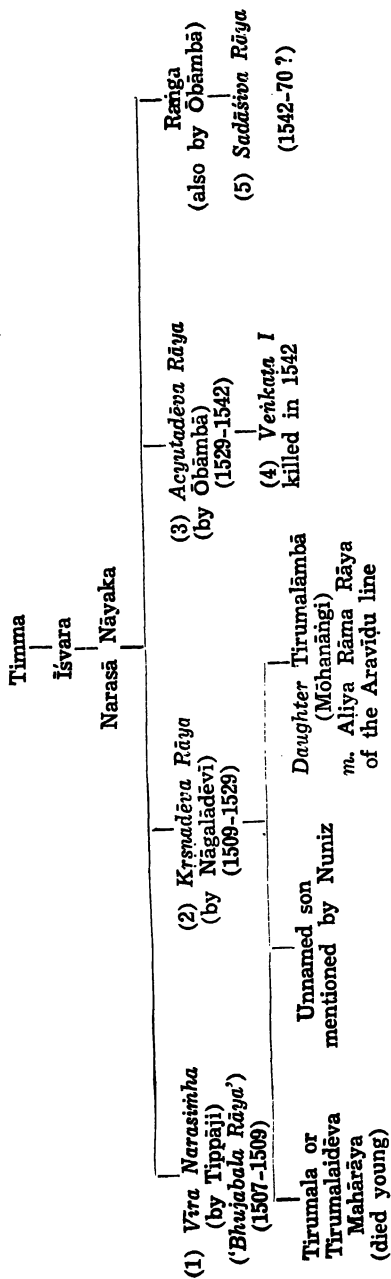 Timma
Īśvara
Narasā Nāyaka
(1) Vīra Narasiṁha
(by Tippāji)
('Bhujabala Rāya')
(1507-1509)
(2) Kṛṣṇadēva Rāya
(by Nāgalādēvī)
(1509-1529)
(3) Acyutadēva Rāya
(by Ōbāmbā)
(1529-1542)
(4) Veṅkaṭa I
killed in 1542
Raṅga
(also by Ōbāmbā)
(5) Sadāśiva Rāya
(1542-70 ?)
Tirumala or
Tirumalaidēva
Mahārāya
(died young)
Unnamed son
mentioned by Nuniz
Daughter Tirumalāmbā
(Mōhanāṅgi)
m. Aḷiya Rāma Rāya
of the Araviḍu line